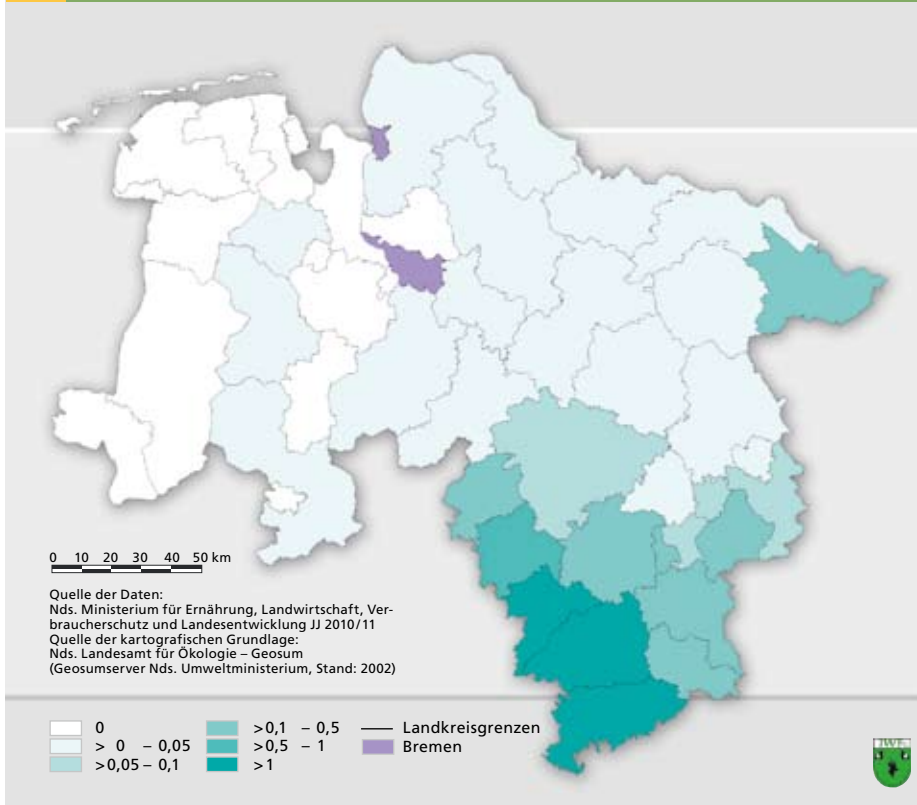 0 10 20 30 40 50 km
Quelle der Daten:
Nds. Ministerium für Ernährung, Landwirtschaft, Ver-
braucherschutz und Landesentwicklung JJ 2010/11
Quelle der kartografischen Grundlage:
Nds. Landesamt für Ökologie – Geosum
(Geosumserver Nds. Umweltministerium, Stand: 2002)
0 >0,1 – 0,5 Landkreisgrenzen
> 0 – 0,05 >0,5 – 1 Bremen
>0,05 – 0,1 >1